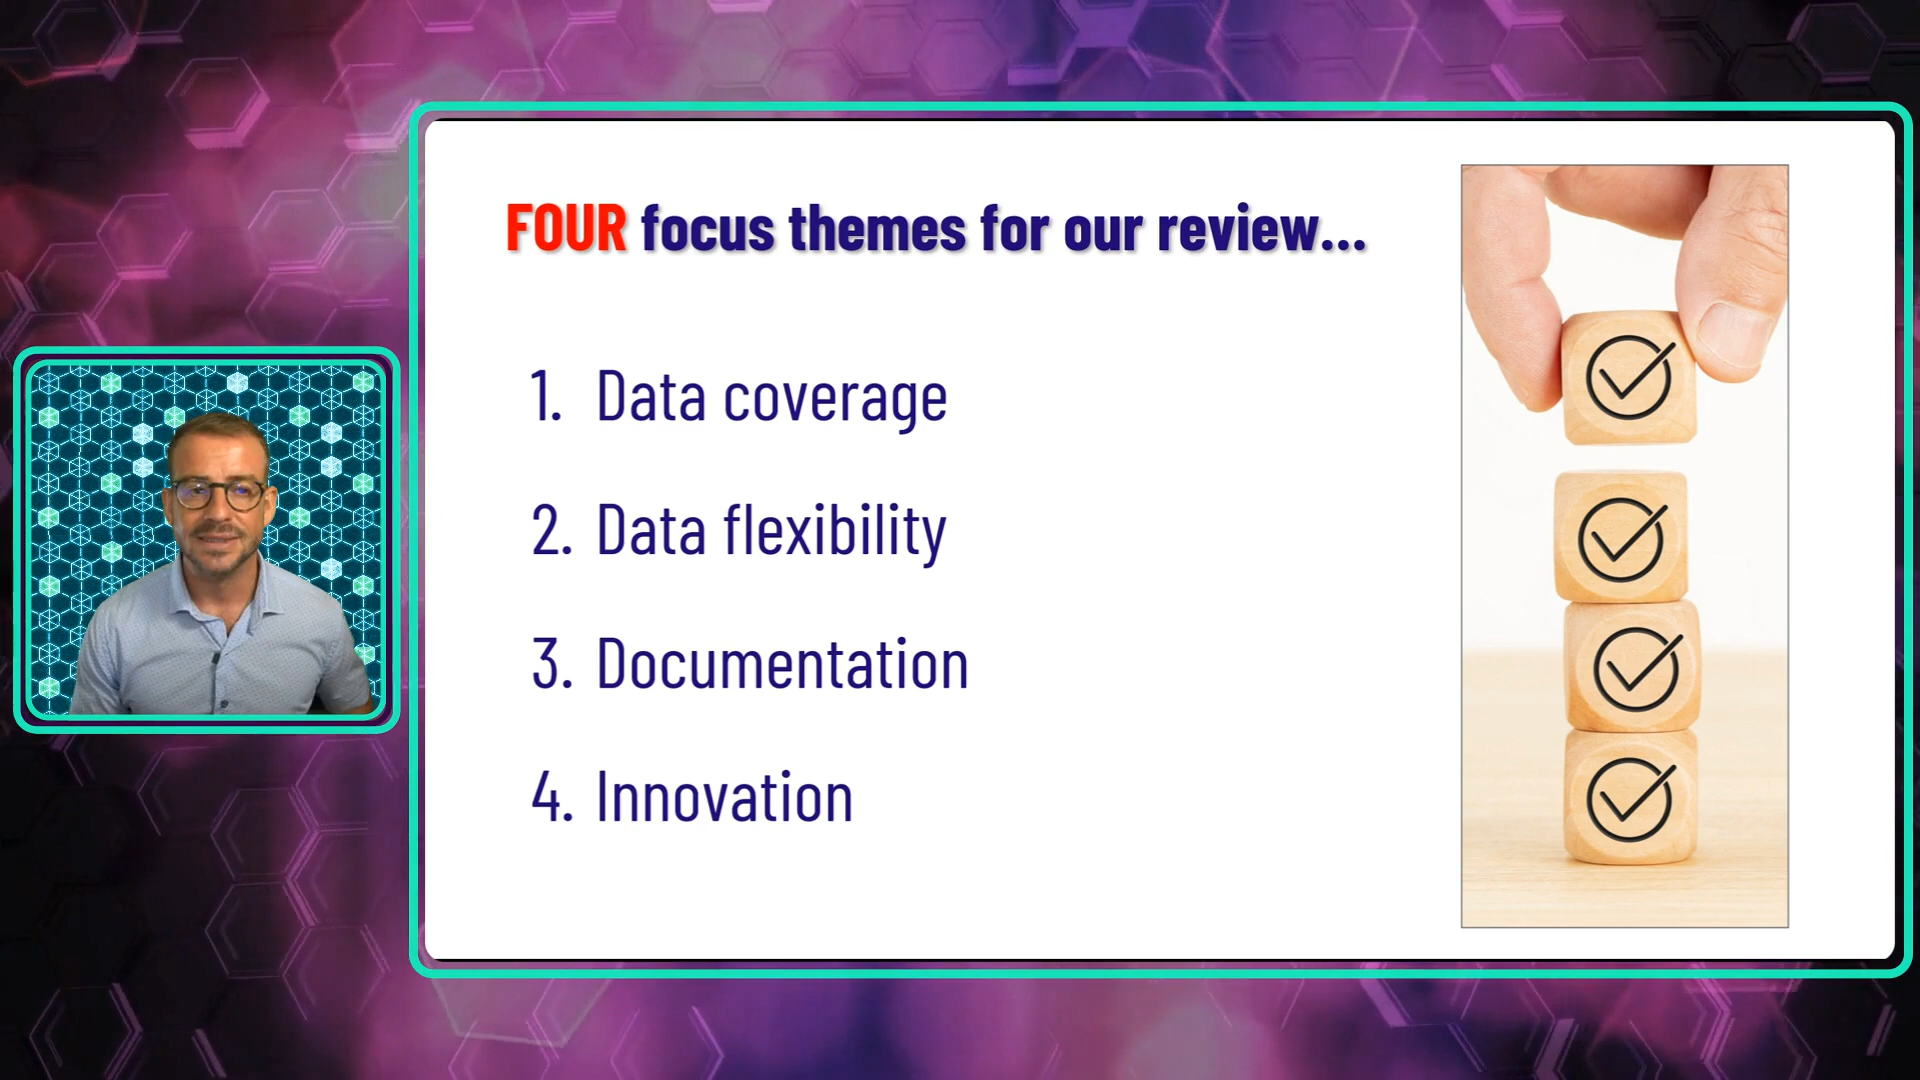 FOUR focus themes for our review...
1. Data coverage
2. Data flexibility
3. Documentation
4. Innovation